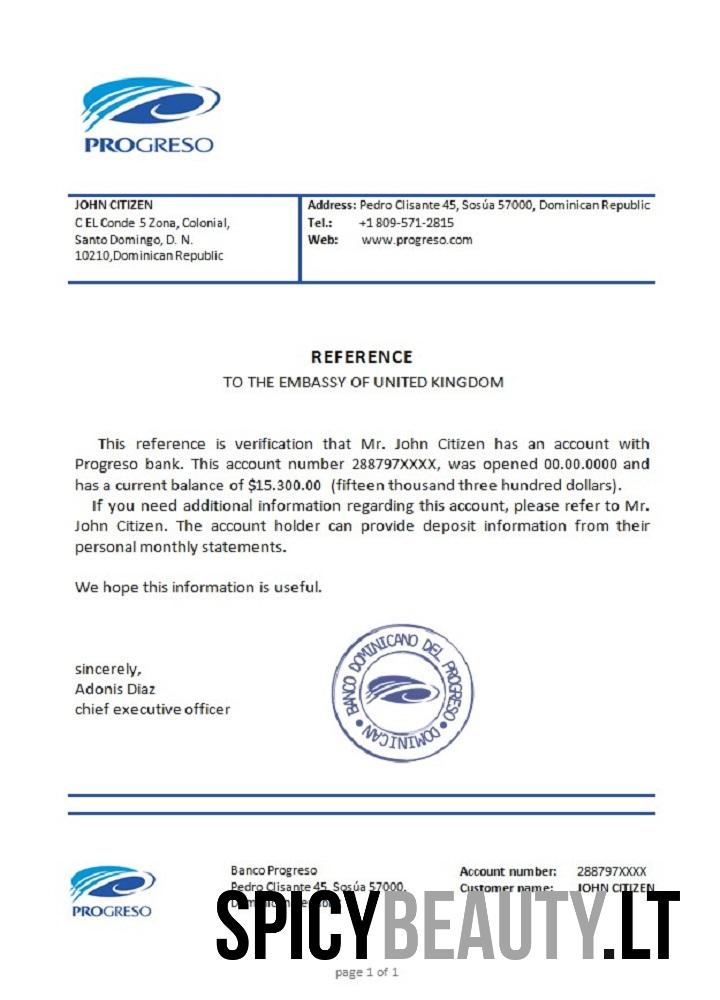 PROGRESO
JOHN CITIZEN
C EL Conde 5 Zona, Colonial,
Santo Domingo, D. N.
10210,Dominican Republic
Address: Pedro Clisante 45, Sosúa 57000, Dominican Republic
Tel.: +1 809-571-2815
Web: www.progreso.com
REFERENCE
TO THE EMBASSY OF UNITED KINGDOM
This reference is verification that Mr. John Citizen has an account with
Progreso bank. This account number 288797XXXX, was opened 00.00.0000 and
has a current balance of $15.300.00 (fifteen thousand three hundred dollars).
If you need additional information regarding this account, please refer to Mr.
John Citizen. The account holder can provide deposit information from their
personal monthly statements.
We hope this information is useful.
sincerely,
Adonis Diaz
chief executive officer
BANCO DOMINICANO DEL PROGRESO • DOMINICAN •
PROGRESO
Banco Progreso
Pedro Clisante 45, Sosúa 57000,
Account number: 288797XXXX
Customer name: JOHN CITIZEN
SPICYBEAUTY.LT
page 1 of 1